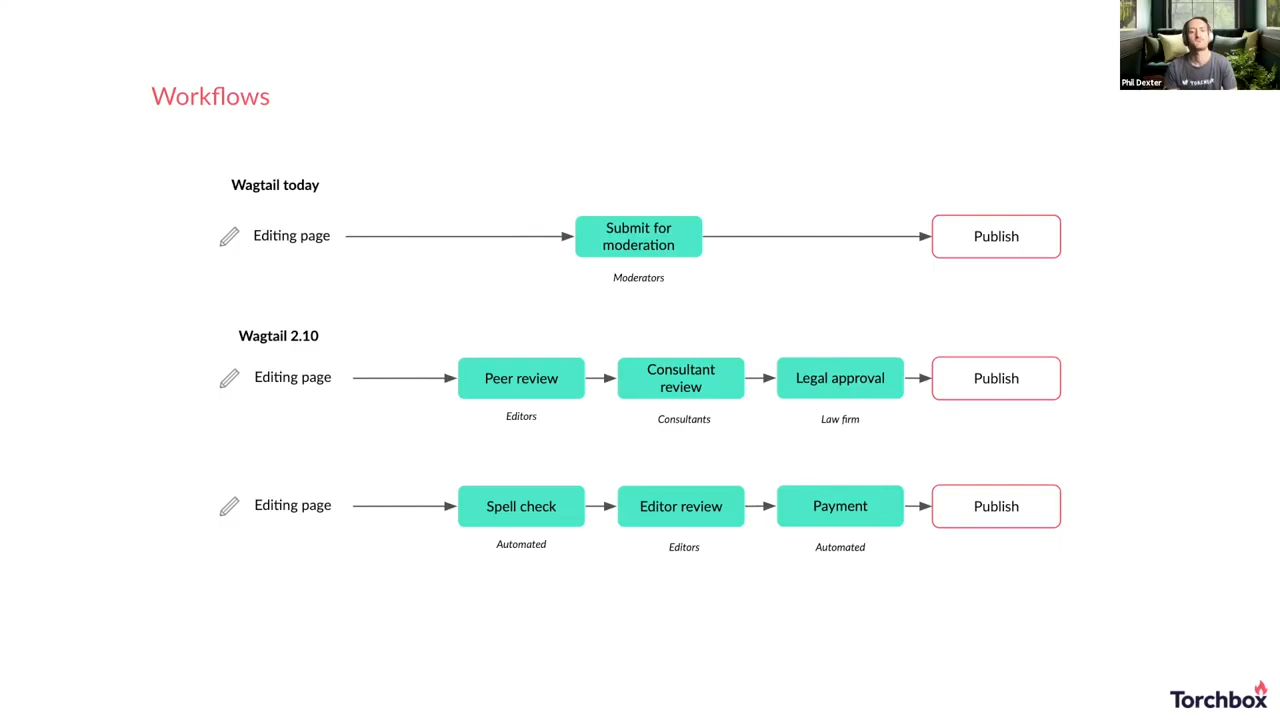 Phil Dexter
Workflows
Wagtail today
Editing page
Submit for
moderation
Publish
Moderators
Wagtail 2.10
Editing page
Peer review
Consultant
review
Legal approval
Publish
Editors
Consultants
Law firm
Editing page
Spell check
Editor review
Payment
Publish
Automated
Editors
Automated
Torchbox